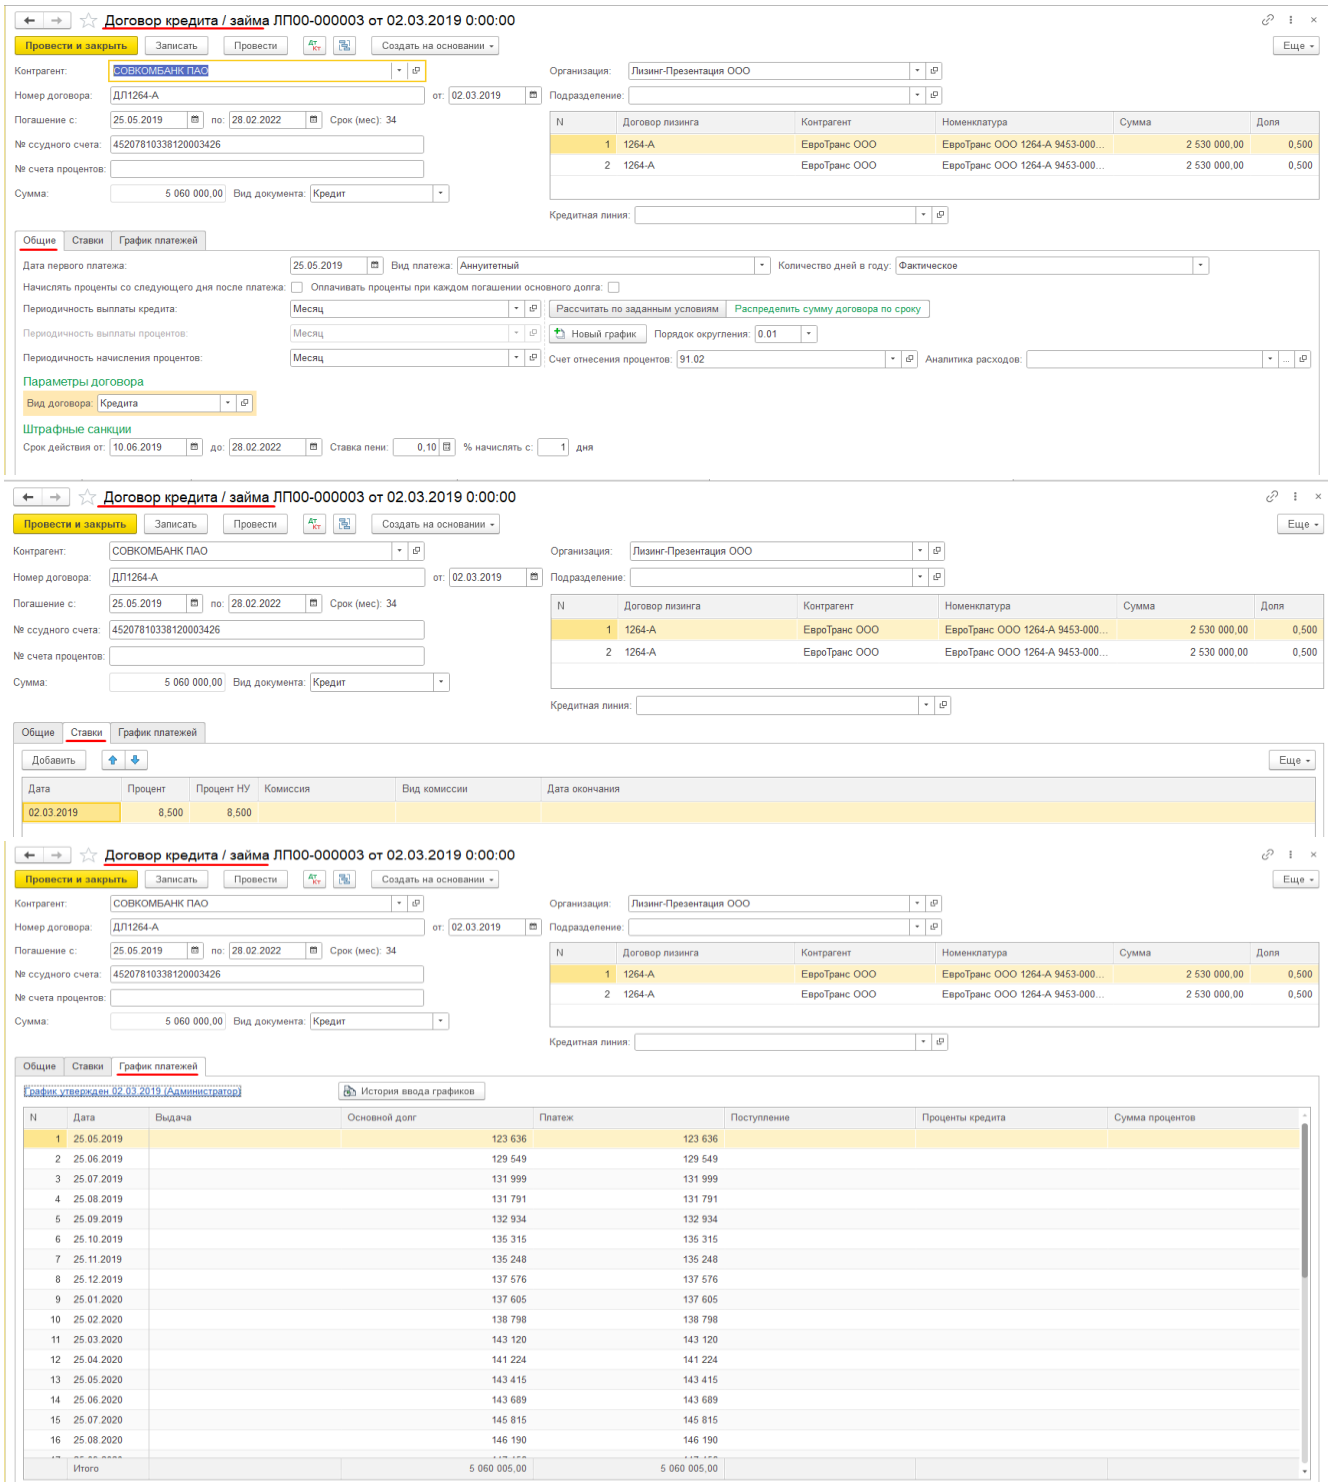 Договор кредита / займа ЛП00-000003 от 02.03.2019 0:00:00
Провести и закрыть Записать Провести Дт Кт Создать на основании Еще
Контрагент: СОВКОМБАНК ПАО Организация: Лизинг-Презентация ООО
Номер договора: ДЛ1264-А от: 02.03.2019 Подразделение:
Погашение с: 25.05.2019 по: 28.02.2022 Срок (мес): 34
N Договор лизинга Контрагент Номенклатура Сумма Доля
№ ссудного счета: 45207810338120003426
1 1264-А ЕвроТранс ООО ЕвроТранс ООО 1264-А 9453-000... 2 530 000,00 0,500
№ счета процентов:
2 1264-А ЕвроТранс ООО ЕвроТранс ООО 1264-А 9453-000... 2 530 000,00 0,500
Сумма: 5 060 000,00 Вид документа: Кредит
Кредитная линия:
Общие Ставки График платежей
Дата первого платежа: 25.05.2019 Вид платежа: Аннуитетный Количество дней в году: Фактическое
Начислять проценты со следующего дня после платежа: Оплачивать проценты при каждом погашении основного долга:
Периодичность выплаты кредита: Месяц Рассчитать по заданным условиям Распределить сумму договора по сроку
Периодичность выплаты процентов: Месяц Новый график Порядок округления: 0.01
Периодичность начисления процентов: Месяц Счет отнесения процентов: 91.02 Аналитика расходов: ...
Параметры договора
Вид договора: Кредита
Штрафные санкции
Срок действия от: 10.06.2019 до: 28.02.2022 Ставка пени: 0,10 % начислять с: 1 дня
Договор кредита / займа ЛП00-000003 от 02.03.2019 0:00:00
Провести и закрыть Записать Провести Дт Кт Создать на основании Еще
Контрагент: СОВКОМБАНК ПАО Организация: Лизинг-Презентация ООО
Номер договора: ДЛ1264-А от: 02.03.2019 Подразделение:
Погашение с: 25.05.2019 по: 28.02.2022 Срок (мес): 34
N Договор лизинга Контрагент Номенклатура Сумма Доля
№ ссудного счета: 45207810338120003426
1 1264-А ЕвроТранс ООО ЕвроТранс ООО 1264-А 9453-000... 2 530 000,00 0,500
№ счета процентов:
2 1264-А ЕвроТранс ООО ЕвроТранс ООО 1264-А 9453-000... 2 530 000,00 0,500
Сумма: 5 060 000,00 Вид документа: Кредит
Кредитная линия:
Общие Ставки График платежей
Добавить Еще
Дата Процент Процент НУ Комиссия Вид комиссии Дата окончания
02.03.2019 8,500 8,500
Договор кредита / займа ЛП00-000003 от 02.03.2019 0:00:00
Провести и закрыть Записать Провести Дт Кт Создать на основании Еще
Контрагент: СОВКОМБАНК ПАО Организация: Лизинг-Презентация ООО
Номер договора: ДЛ1264-А от: 02.03.2019 Подразделение:
Погашение с: 25.05.2019 по: 28.02.2022 Срок (мес): 34
N Договор лизинга Контрагент Номенклатура Сумма Доля
№ ссудного счета: 45207810338120003426
1 1264-А ЕвроТранс ООО ЕвроТранс ООО 1264-А 9453-000... 2 530 000,00 0,500
№ счета процентов:
2 1264-А ЕвроТранс ООО ЕвроТранс ООО 1264-А 9453-000... 2 530 000,00 0,500
Сумма: 5 060 000,00 Вид документа: Кредит
Кредитная линия:
Общие Ставки График платежей
График утвержден 02.03.2019 (Администратор) История ввода графиков
N Дата Выдача Основной долг Платеж Поступление Проценты кредита Сумма процентов
1 25.05.2019 123 636 123 636
2 25.06.2019 129 549 129 549
3 25.07.2019 131 999 131 999
4 25.08.2019 131 791 131 791
5 25.09.2019 132 934 132 934
6 25.10.2019 135 315 135 315
7 25.11.2019 135 248 135 248
8 25.12.2019 137 576 137 576
9 25.01.2020 137 605 137 605
10 25.02.2020 138 798 138 798
11 25.03.2020 143 120 143 120
12 25.04.2020 141 224 141 224
13 25.05.2020 143 415 143 415
14 25.06.2020 143 689 143 689
15 25.07.2020 145 815 145 815
16 25.08.2020 146 190 146 190
Итого 5 060 005,00 5 060 005,00